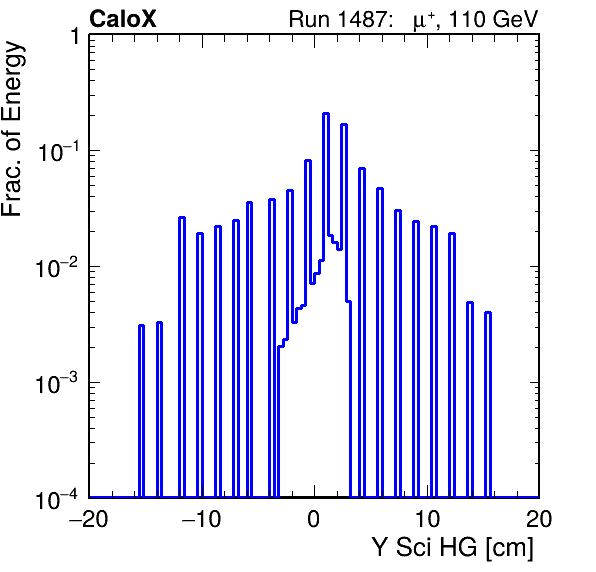 CaloX Run 1487: μ⁺, 110 GeV
Frac. of Energy
1
10⁻¹
10⁻²
10⁻³
10⁻⁴
−20 −10 0 10 20
Y Sci HG [cm]